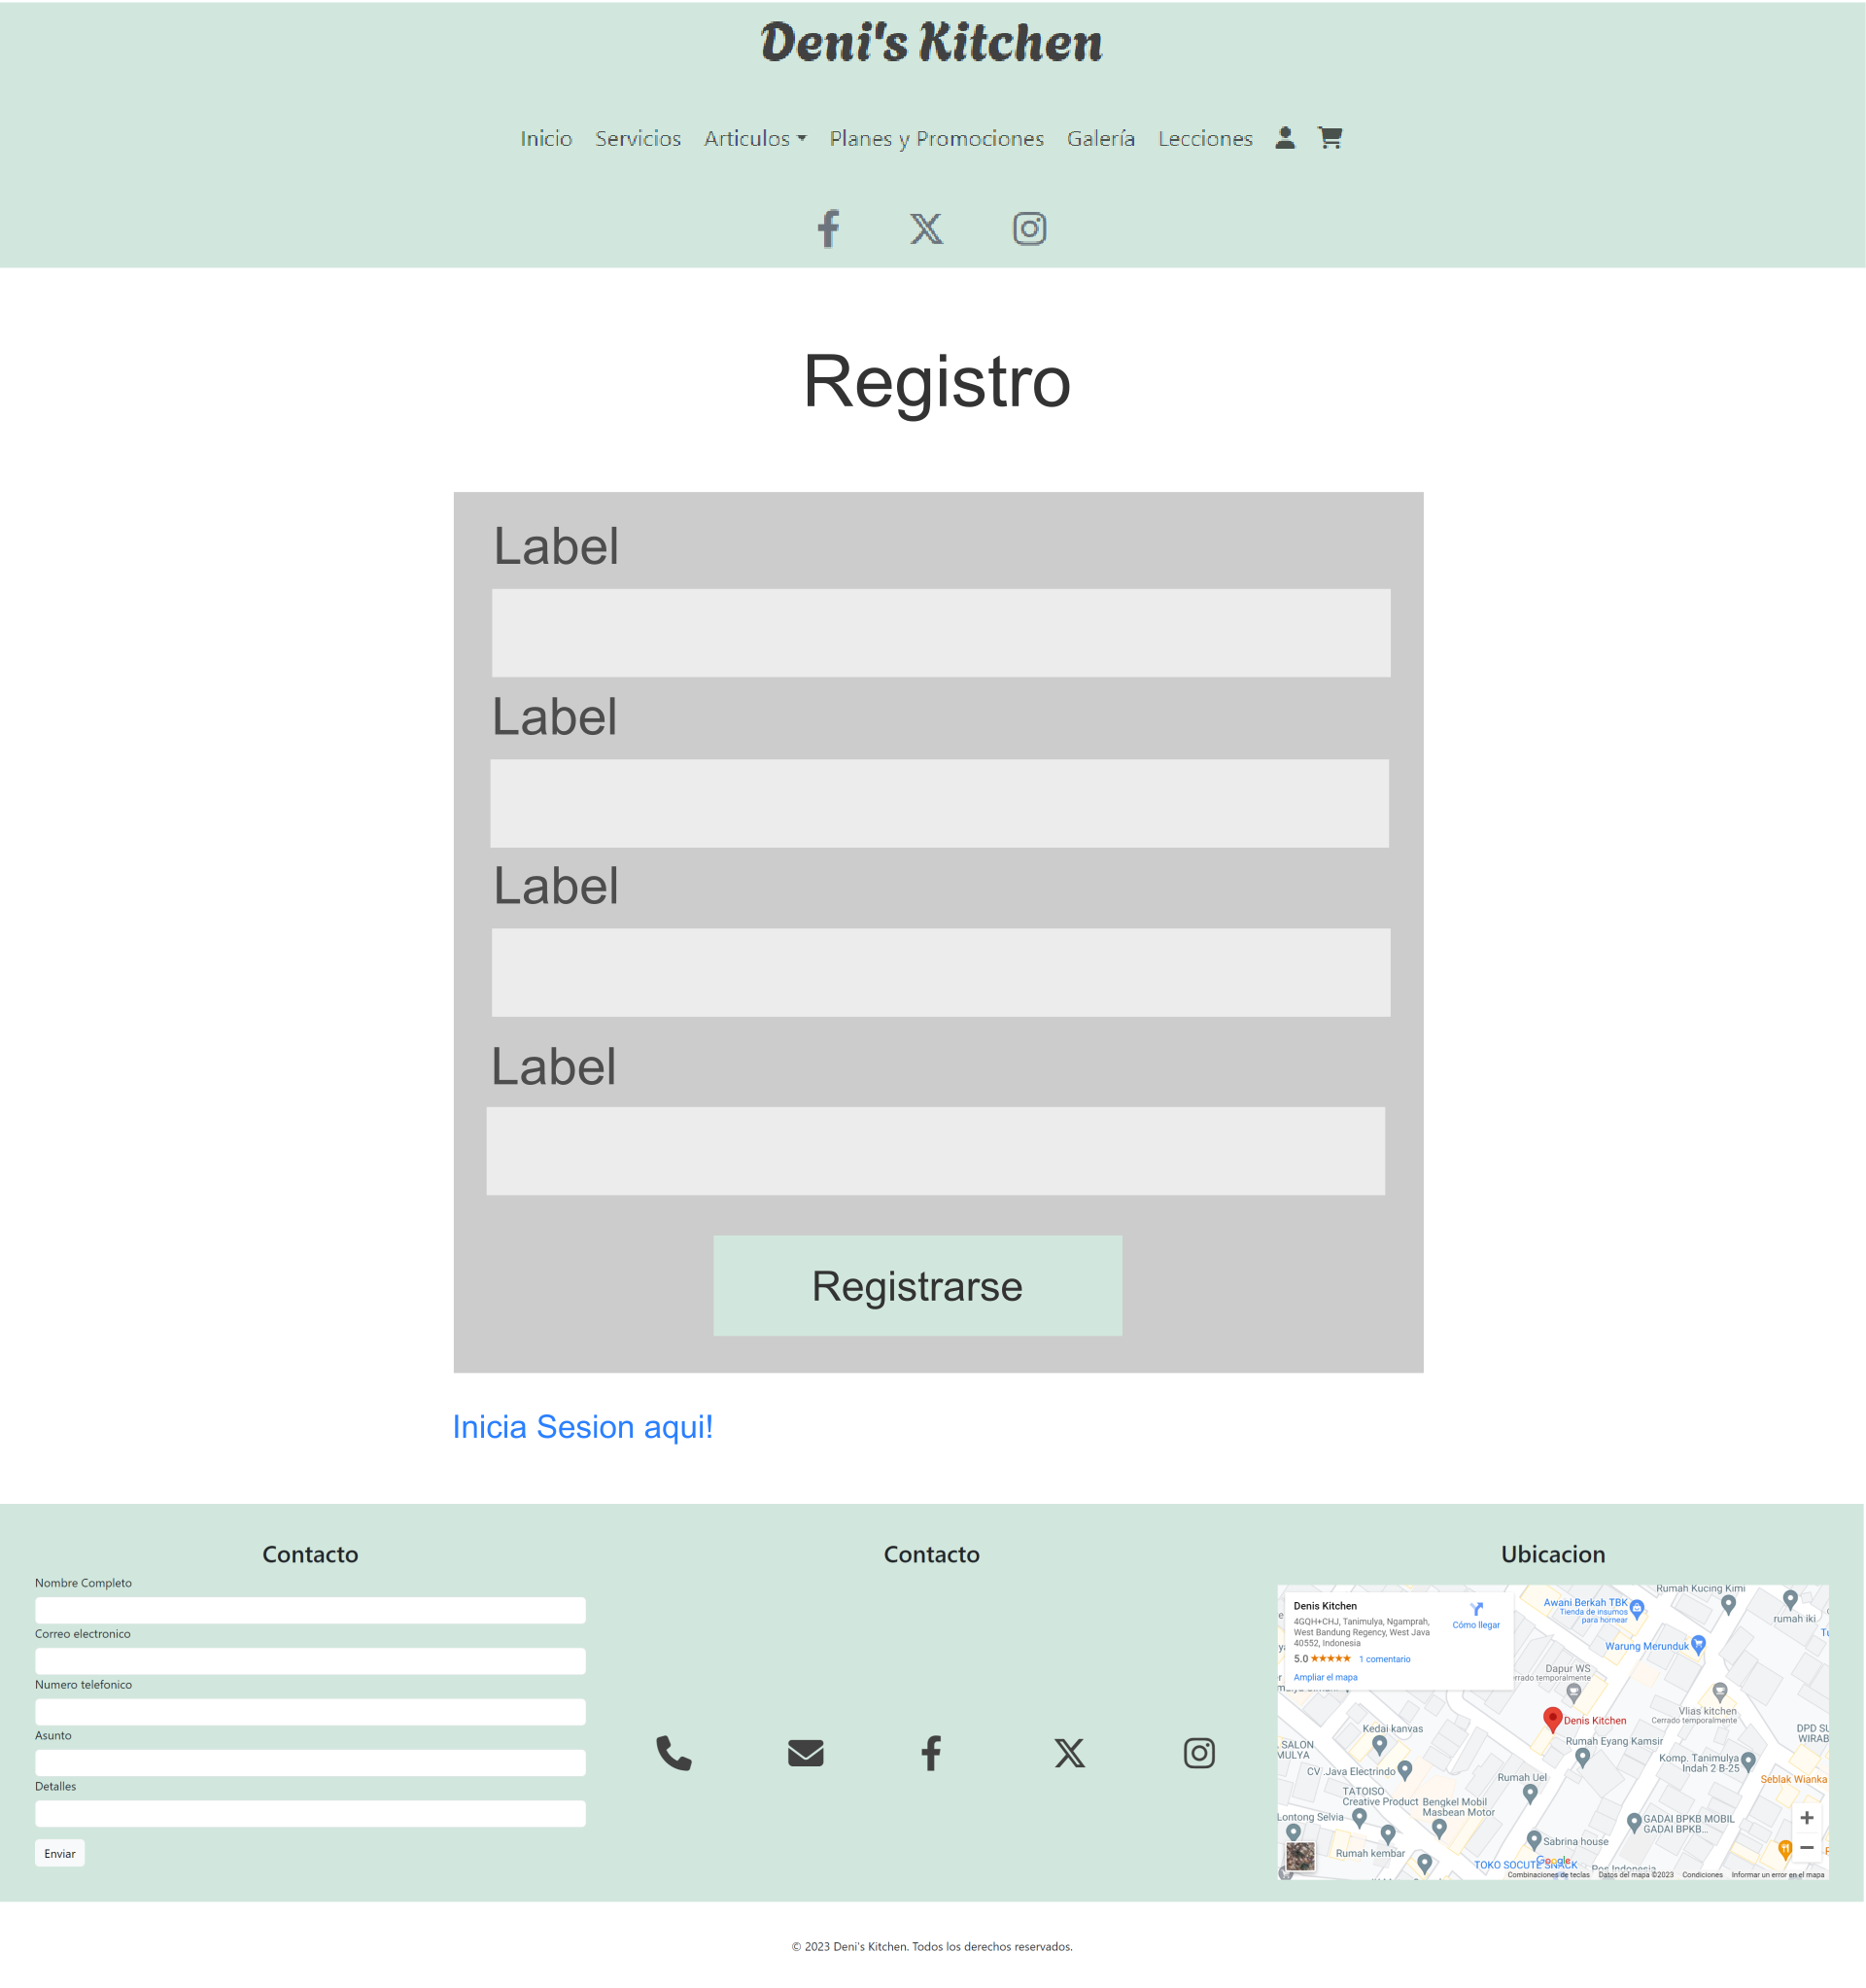 Deni's Kitchen
Inicio Servicios Articulos Planes y Promociones Galería Lecciones
Registro
Label
Label
Label
Label
Registrarse
Inicia Sesion aqui!
Contacto
Nombre Completo
Correo electronico
Numero telefonico
Asunto
Detalles
Enviar
Contacto
Ubicacion
Denis Kitchen
4GQH+CHJ, Tanimulya, Ngamprah,
West Bandung Regency, West Java
40552, Indonesia
5.0 ★★★★★ 1 comentario
Ampliar el mapa
Cómo llegar
Rumah Kucing Kimi
Awani Berkah TBK
Tienda de insumos
para hornear
rumah iki
Warung Merunduk
Dapur WS
errado temporalmente
Vlias kitchen
Cerrado temporalmente
Denis Kitchen
Kedai kanvas
Rumah Eyang Kamsir
DPD SU
WIRAB
SALON
MULYA
Komp. Tanimulya
Indah 2 B-25
CV. Java Electrindo
Rumah Uel
Seblak Wianka
TATOISO
Creative Product
Bengkel Mobil
Masbean Motor
Lontong Selvia
GADAI BPKB MOBIL
GADAI BPKB...
Sabrina house
Rumah kembar
TOKO SOCUTE SNACK
Google
Pos Indonesia
Combinaciones de teclas Datos del mapa ©2023 Condiciones Informar un error en el mapa
© 2023 Deni's Kitchen. Todos los derechos reservados.